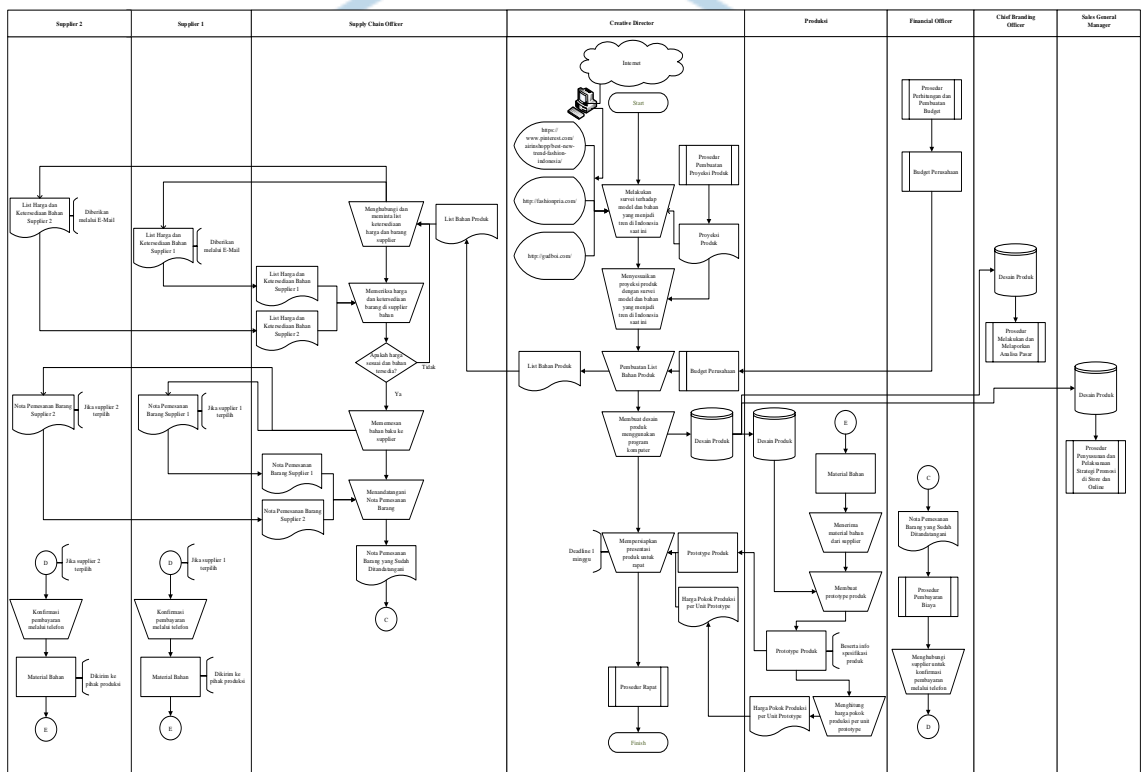 Supplier 2
Supplier 1
Supply Chain Officer
Creative Director
Produksi
Financial Officer
Chief Branding
Officer
Sales General
Manager
Internet
Start
https://
www.pinterest.com/
trend-fashion-
indonesia/
http://fashionpria.com/
Prosedur
Pembuatan
Proyeksi Produk
Melakukan
survei terhadap
model dan bahan
yang menjadi
tren di Indonesia
saat ini
Proyeksi
Produk
Menyesuaikan
proyeksi produk
dengan survei
model dan bahan
yang menjadi
tren di Indonesia
saat ini
Pembuatan List
Bahan Produk
Budget Perusahaan
List Bahan Produk
Membuat desain
produk
menggunakan
program
komputer
Desain Produk
Deadline 1
minggu
Mempersiapkan
presentasi
produk untuk
rapat
Prototype Produk
Harga Pokok Produksi
per Unit Prototype
Prosedur Rapat
Finish
List Harga dan
Ketersediaan Bahan
Supplier 2
Diberikan
melalui E-Mail
Nota Pemesanan
Barang Supplier 2
Jika supplier 2
terpilih
D
Jika supplier 2
terpilih
Konfirmasi
pembayaran
melalui telefon
Material Bahan
Dikirim ke
pihak produksi
E
List Harga dan
Ketersediaan Bahan
Supplier 1
Diberikan
melalui E-Mail
Nota Pemesanan
Barang Supplier 1
Jika supplier 1
terpilih
D
Jika supplier 1
terpilih
Konfirmasi
pembayaran
melalui telefon
Material Bahan
Dikirim ke
pihak produksi
E
Menghubungi dan
meminta list
ketersediaan
harga dan barang
supplier
List Bahan Produk
List Harga dan
Ketersediaan Bahan
Supplier 1
List Harga dan
Ketersediaan Bahan
Supplier 2
Memeriksa harga
dan ketersediaan
barang di supplier
bahan
Apakah harga
sesuai dan bahan
tersedia?
Tidak
Ya
Memesan
bahan baku ke
supplier
Nota Pemesanan
Barang Supplier 1
Nota Pemesanan Barang
Supplier 2
Menandatangani
Nota Pemesanan
Barang
Nota Pemesanan
Barang yang Sudah
Ditandatangani
C
Desain Produk
E
Material Bahan
Menerima
material bahan
dari supplier
Membuat
prototype produk
Prototype Produk
Beserta info
spesifikasi
produk
Menghitung
harga pokok
produksi per unit
prototype
Harga Pokok Produksi
per Unit Prototype
Prosedur
Perhitungan dan
Pembuatan
Budget
Budget Perusahaan
C
Nota Pemesanan
Barang yang Sudah
Ditandatangani
Prosedur
Pembayaran
Biaya
Menghubungi
supplier untuk
konfirmasi
pembayaran
melalui telefon
D
Desain Produk
Prosedur
Melakukan dan
Melaporkan
Analisa Pasar
Desain Produk
Prosedur
Penyusunan dan
Pelaksanaan
Strategi Promosi
di Store dan
Online